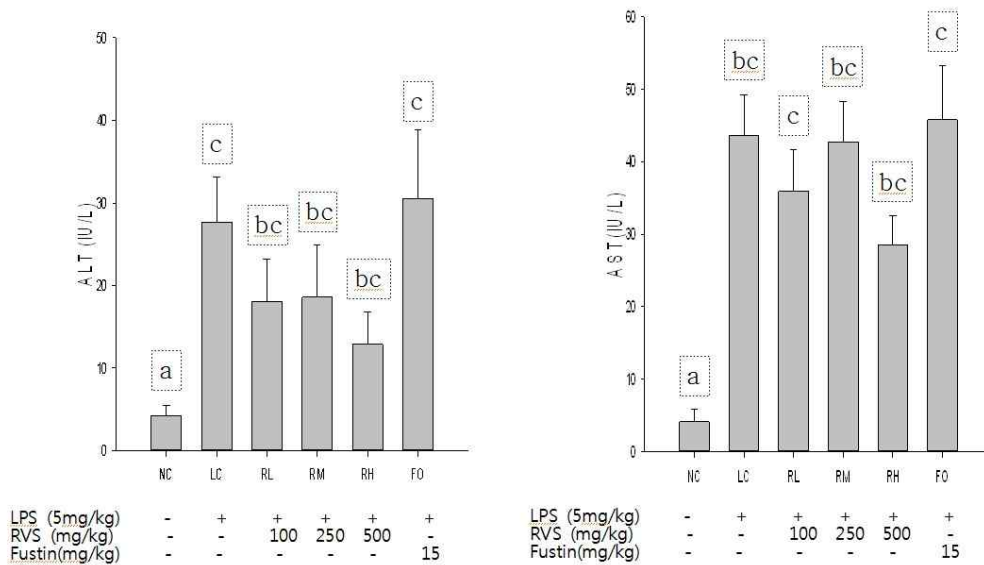 50
40
30
20
10
0
ALT (IU/L)
a
c
bc
bc
bc
c
NC LC RL RM RH FO
LPS (5mg/kg) - + + + + +
RVS (mg/kg) - - 100 250 500 -
Fustin(mg/kg) - - - - - 15
60
50
40
30
20
10
0
AST (IU/L)
a
bc
c
bc
bc
c
NC LC RL RM RH FO
LPS (5mg/kg) - + + + + +
RVS (mg/kg) - - 100 250 500 -
Fustin(mg/kg) - - - - - 15